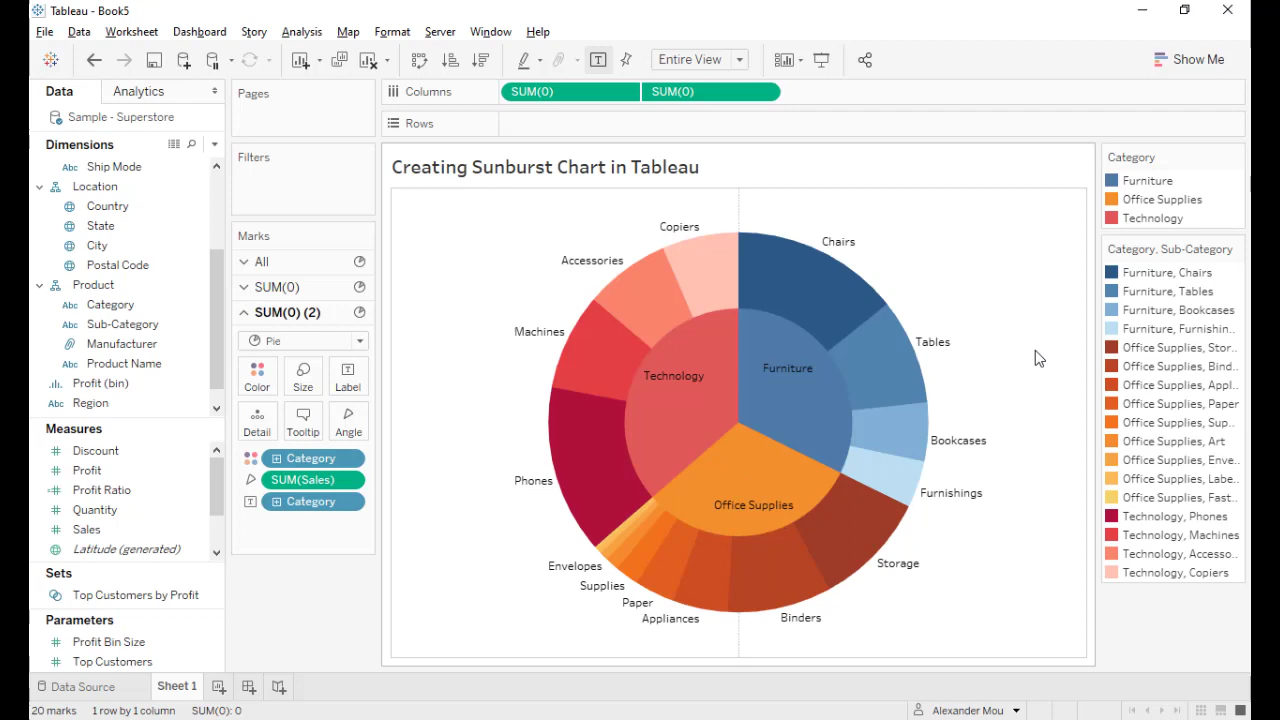 Tableau - Book5
File Data Worksheet Dashboard Story Analysis Map Format Server Window Help
Entire View
Show Me
Data Analytics
Sample - Superstore
Dimensions
Abc Ship Mode
Location
Country
State
City
Postal Code
Product
Abc Category
Abc Sub-Category
Manufacturer
Abc Product Name
Profit (bin)
Abc Region
Measures
Discount
Profit
Profit Ratio
Quantity
Sales
Latitude (generated)
Sets
Top Customers by Profit
Parameters
Profit Bin Size
Top Customers
Pages
Filters
Marks
All
SUM(0)
SUM(0) (2)
Pie
Color Size Label
Detail Tooltip Angle
Category
SUM(Sales)
Category
Columns SUM(0) SUM(0)
Rows
Creating Sunburst Chart in Tableau
Copiers
Chairs
Accessories
Machines
Tables
Technology
Furniture
Bookcases
Phones
Furnishings
Office Supplies
Storage
Envelopes
Supplies
Paper
Appliances
Binders
Category
Furniture
Office Supplies
Technology
Category, Sub-Category
Furniture, Chairs
Furniture, Tables
Furniture, Bookcases
Furniture, Furnishin..
Office Supplies, Stor..
Office Supplies, Bind..
Office Supplies, Appl..
Office Supplies, Paper
Office Supplies, Sup..
Office Supplies, Art
Office Supplies, Enve..
Office Supplies, Labe..
Office Supplies, Fast..
Technology, Phones
Technology, Machines
Technology, Accesso..
Technology, Copiers
Data Source Sheet 1
20 marks 1 row by 1 column SUM(0): 0
Alexander Mou